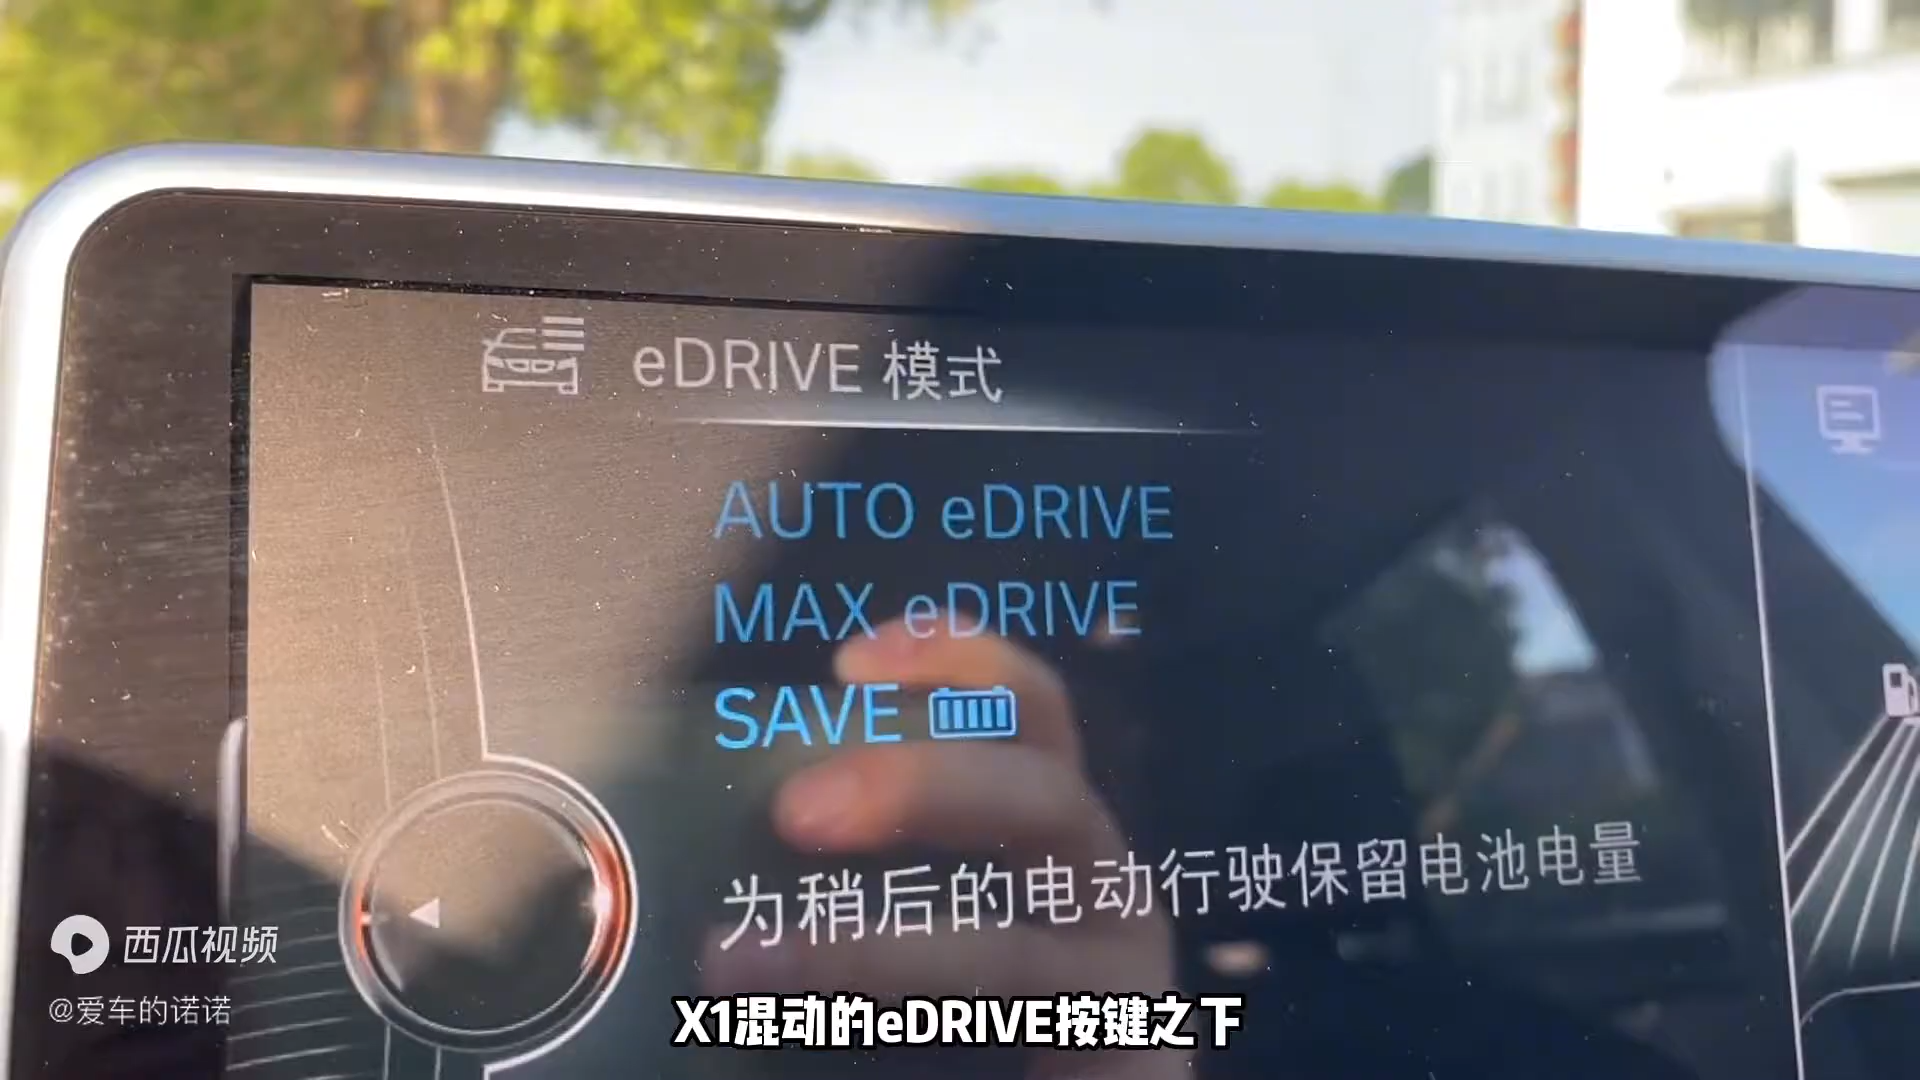 eDRIVE 模式
AUTO eDRIVE
MAX eDRIVE
SAVE
为稍后的电动行驶保留电池电量
西瓜视频
@爱车的诺诺
X1混动的eDRIVE按键之下